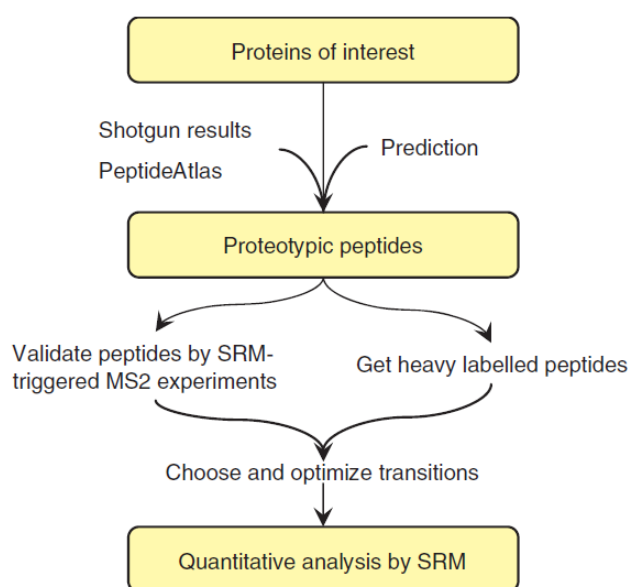 Proteins of interest
Shotgun results
PeptideAtlas
Prediction
Proteotypic peptides
Validate peptides by SRM-
triggered MS2 experiments
Get heavy labelled peptides
Choose and optimize transitions
Quantitative analysis by SRM